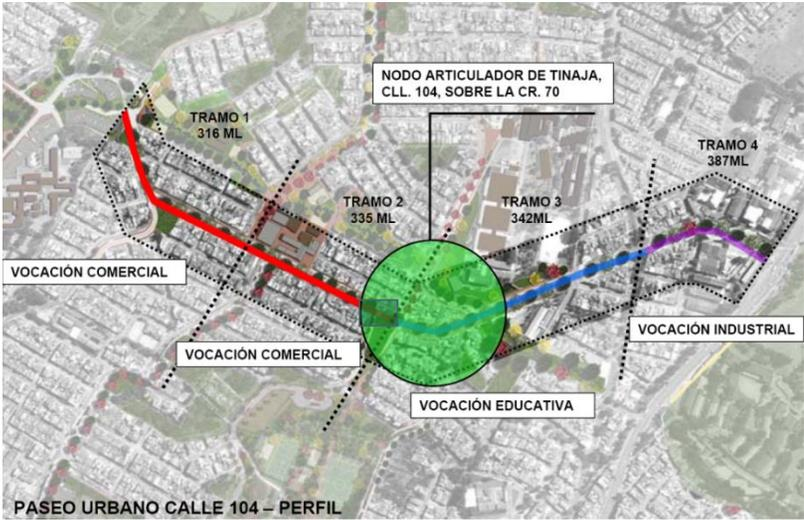 NODO ARTICULADOR DE TINAJA,
CLL. 104, SOBRE LA CR. 70
TRAMO 1
316 ML
TRAMO 4
387ML
TRAMO 2
335 ML
TRAMO 3
342ML
VOCACIÓN COMERCIAL
VOCACIÓN INDUSTRIAL
VOCACIÓN COMERCIAL
VOCACIÓN EDUCATIVA
PASEO URBANO CALLE 104 – PERFIL